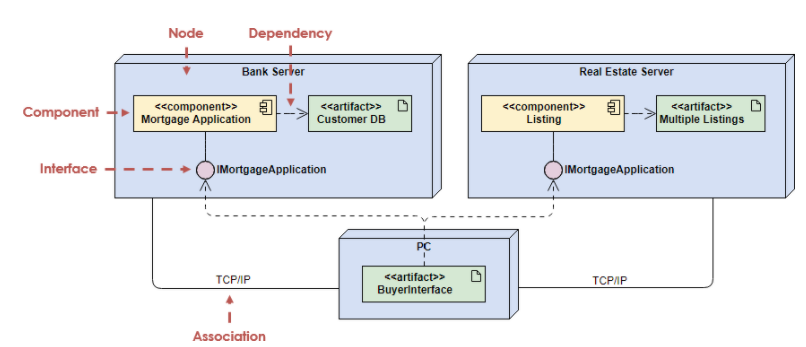 Node
Dependency
Bank Server
Real Estate Server
Component
<<component>>
Mortgage Application
<<artifact>>
Customer DB
<<component>>
Listing
<<artifact>>
Multiple Listings
Interface
IMortgageApplication
IMortgageApplication
PC
<<artifact>>
BuyerInterface
TCP/IP
TCP/IP
Association